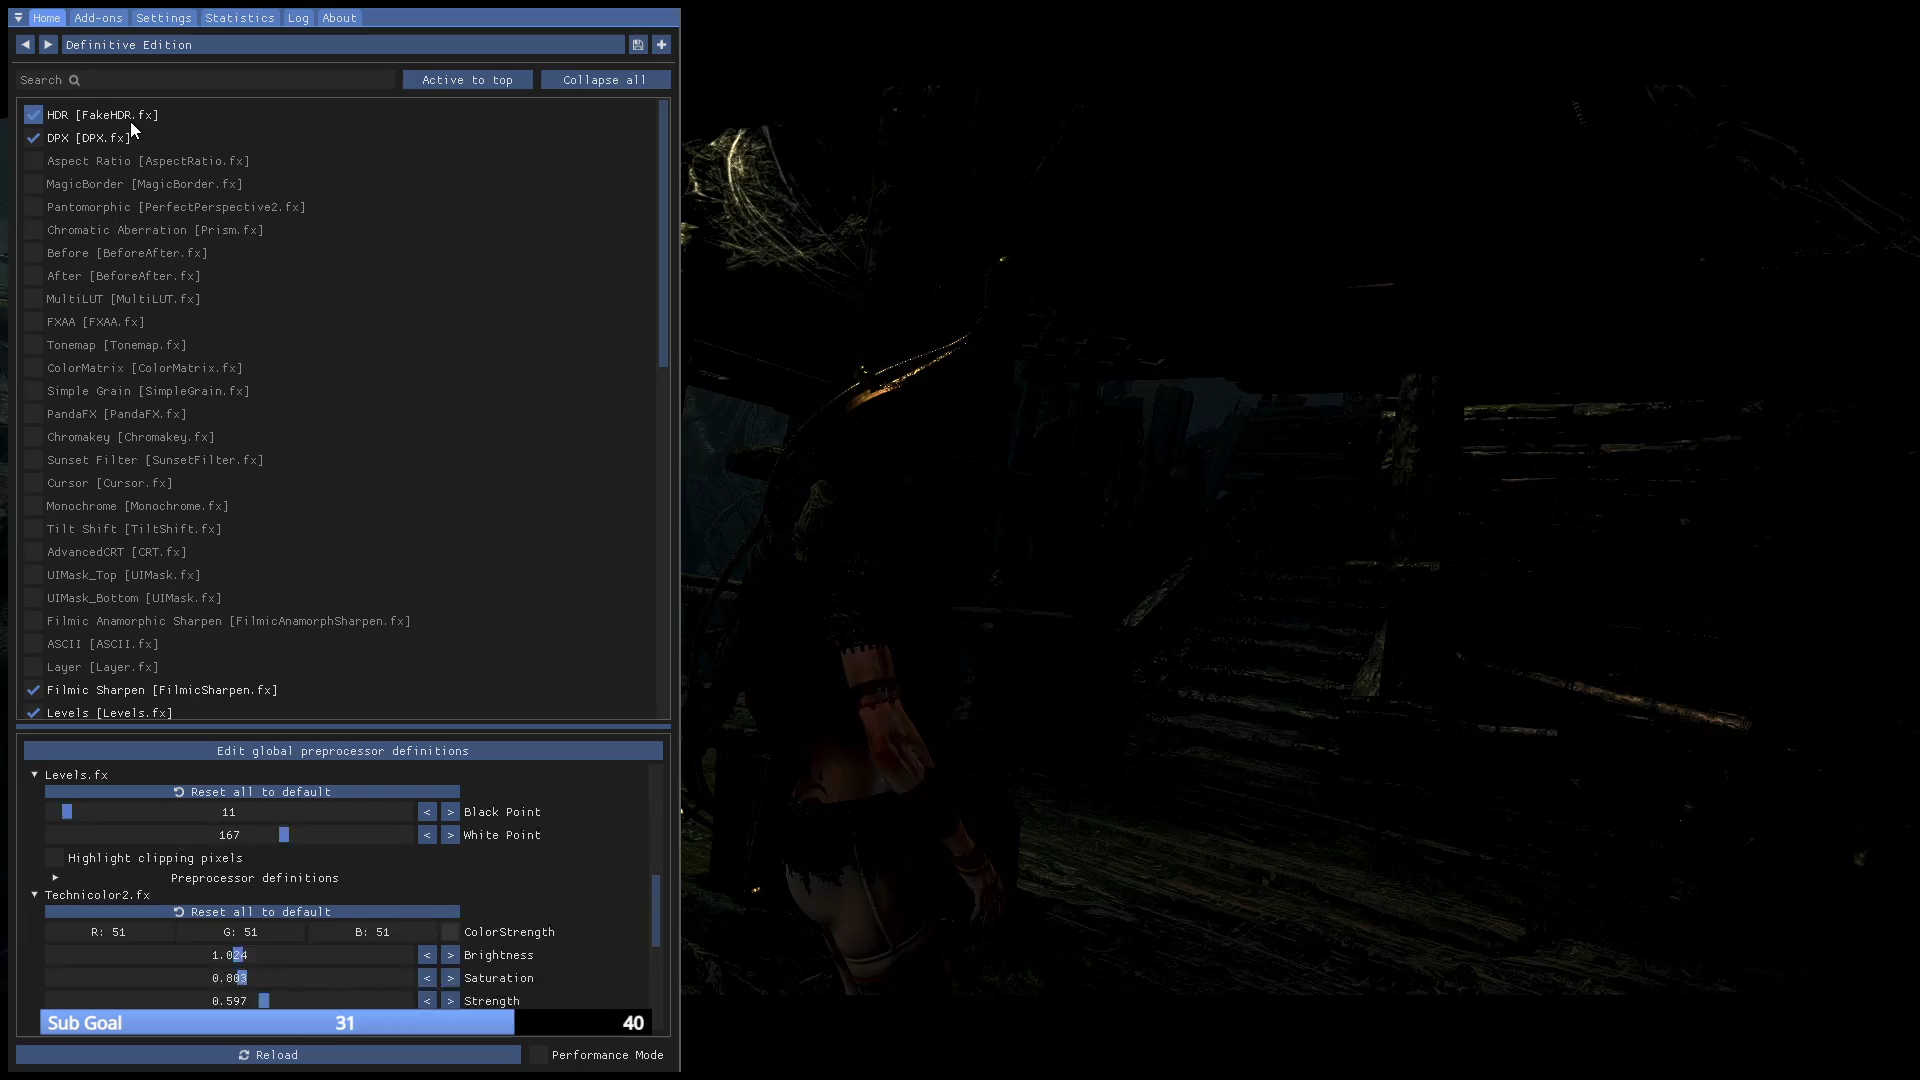 Home Add-ons Settings Statistics Log About
Definitive Edition
Search Active to top Collapse all
HDR [FakeHDR.fx]
DPX [DPX.fx]
Aspect Ratio [AspectRatio.fx]
MagicBorder [MagicBorder.fx]
Pantomorphic [PerfectPerspective2.fx]
Chromatic Aberration [Prism.fx]
Before [BeforeAfter.fx]
After [BeforeAfter.fx]
MultiLUT [MultiLUT.fx]
FXAA [FXAA.fx]
Tonemap [Tonemap.fx]
ColorMatrix [ColorMatrix.fx]
Simple Grain [SimpleGrain.fx]
PandaFX [PandaFX.fx]
Chromakey [Chromakey.fx]
Sunset Filter [SunsetFilter.fx]
Cursor [Cursor.fx]
Monochrome [Monochrome.fx]
Tilt Shift [TiltShift.fx]
AdvancedCRT [CRT.fx]
UIMask_Top [UIMask.fx]
UIMask_Bottom [UIMask.fx]
Filmic Anamorphic Sharpen [FilmicAnamorphSharpen.fx]
ASCII [ASCII.fx]
Layer [Layer.fx]
Filmic Sharpen [FilmicSharpen.fx]
Levels [Levels.fx]
Edit global preprocessor definitions
Levels.fx
Reset all to default
11 < > Black Point
167 < > White Point
Highlight clipping pixels
Preprocessor definitions
Technicolor2.fx
Reset all to default
R: 51 G: 51 B: 51 ColorStrength
1.024 < > Brightness
0.803 < > Saturation
0.597 < > Strength
Sub Goal 31 40
Reload Performance Mode